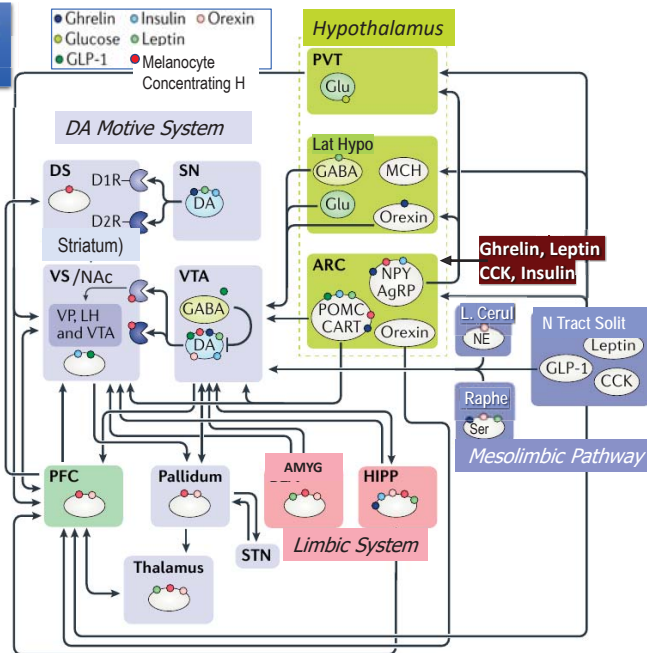 Ghrelin Insulin Orexin
Glucose Leptin
GLP-1 Melanocyte
Concentrating H
Hypothalamus
PVT
Glu
DA Motive System
DS
D1R
D2R
SN
DA
Lat Hypo
GABA
MCH
Glu
Orexin
Striatum)
VS /NAc
VP, LH
and VTA
VTA
GABA
DA
ARC
NPY
AgRP
POMC
CART
Orexin
Ghrelin, Leptin
CCK, Insulin
L. Cerul
NE
N Tract Solit
Leptin
GLP-1
CCK
Raphe
Ser
Mesolimbic Pathway
PFC
Pallidum
AMYG
HIPP
Limbic System
STN
Thalamus